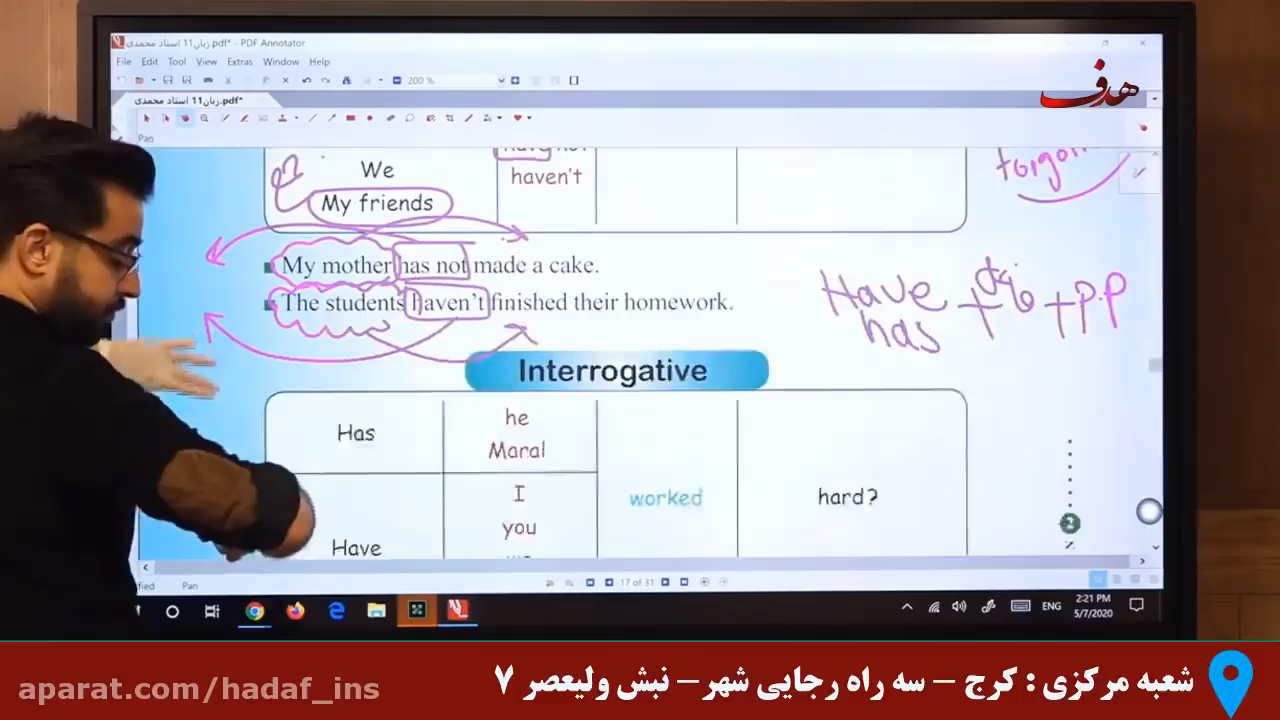 زبان11 استاد محمدی.pdf* - PDF Annotator
File Edit Tool View Extras Window Help
200 %
زبان11 استاد محمدی.pdf*
Pan
هدف
We
haven't
My friends
My mother has not made a cake.
The students haven't finished their homework.
Have
has
+ + P.P
Interrogative
Has
he
Maral
I
you
worked
hard?
Have
2
Pan
17 of 31
ENG
2:21 PM
5/7/2020
شعبه مرکزی : کرج – سه راه رجایی شهر– نبش ولیعصر ۷
aparat.com/hadaf_ins